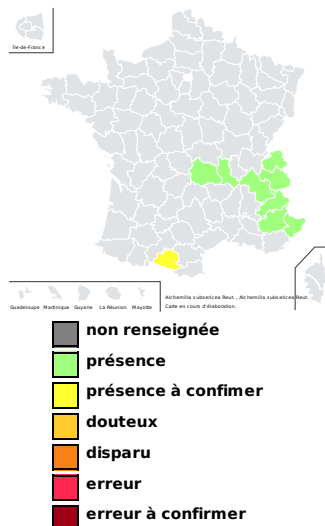 Île-de-France
Guadeloupe Martinique Guyane La Réunion Mayotte
Alchemilla subsericea Reut. , Alchemilla subsericea Reut.
Carte en cours d'élaboration.
non renseignée
présence
présence à confimer
douteux
disparu
erreur
erreur à confirmer